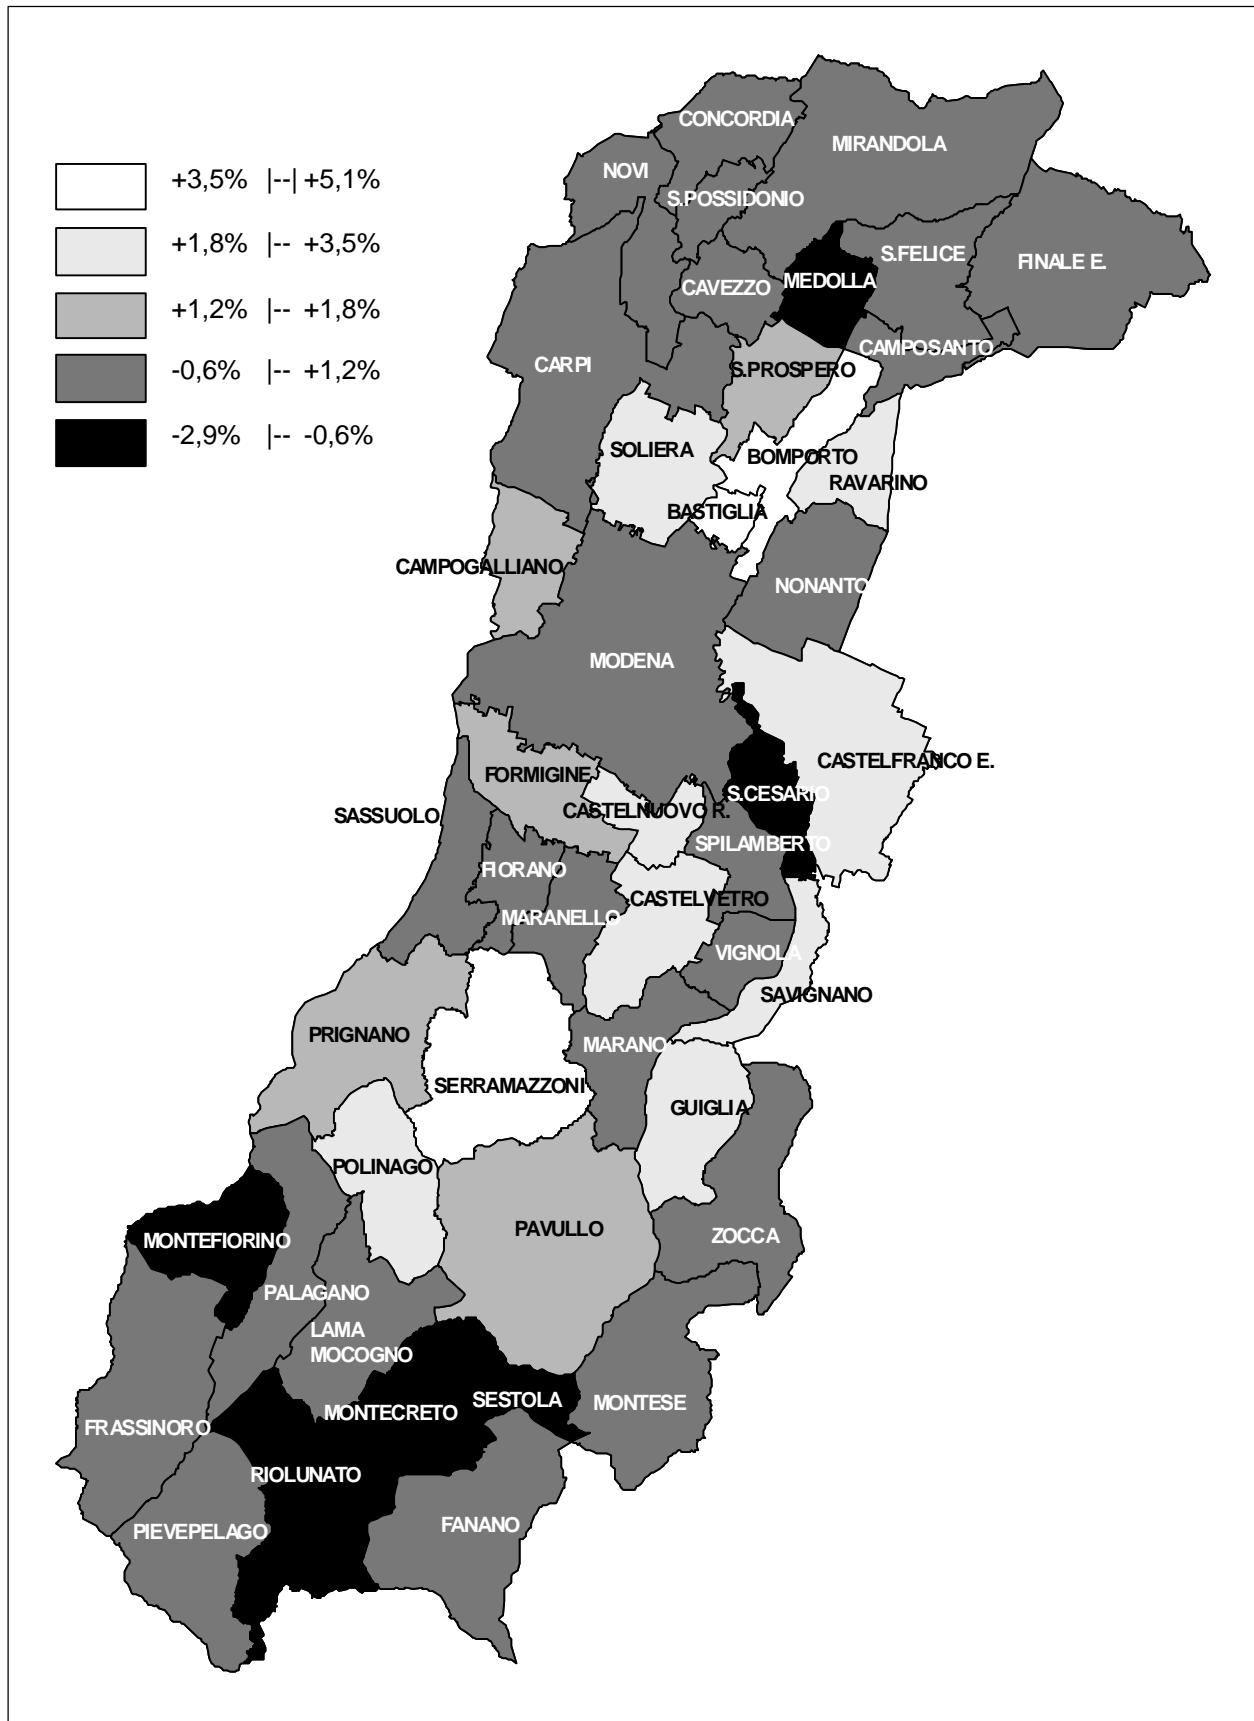 +3,5% |--| +5,1%
+1,8% |-- +3,5%
+1,2% |-- +1,8%
-0,6% |-- +1,2%
-2,9% |-- -0,6%
CONCORDIA
MIRANDOLA
NOVI
S.POSSIDONIO
S.FELICE
FINALE E.
MEDOLLA
CAVEZZO
CAMPOSANTO
CARPI
S.PROSPERO
SOLIERA
BOMPORTO
RAVARINO
BASTIGLIA
CAMPOGALLIANO
NONANTO
MODENA
CASTELFRANCO E.
FORMIGINE
S.CESARIO
SASSUOLO
CASTELNUOVO R.
SPILAMBERTO
FIORANO
CASTELVETRO
MARANELLO
VIGNOLA
SAVIGNANO
PRIGNANO
MARANO
SERRAMAZZONI
GUIGLIA
POLINAGO
PAVULLO
ZOCCA
MONTEFIORINO
PALAGANO
LAMA
MOCOGNO
SESTOLA
MONTESE
MONTECRETO
FRASSINORO
RIOLUNATO
FANANO
PIEVEPELAGO